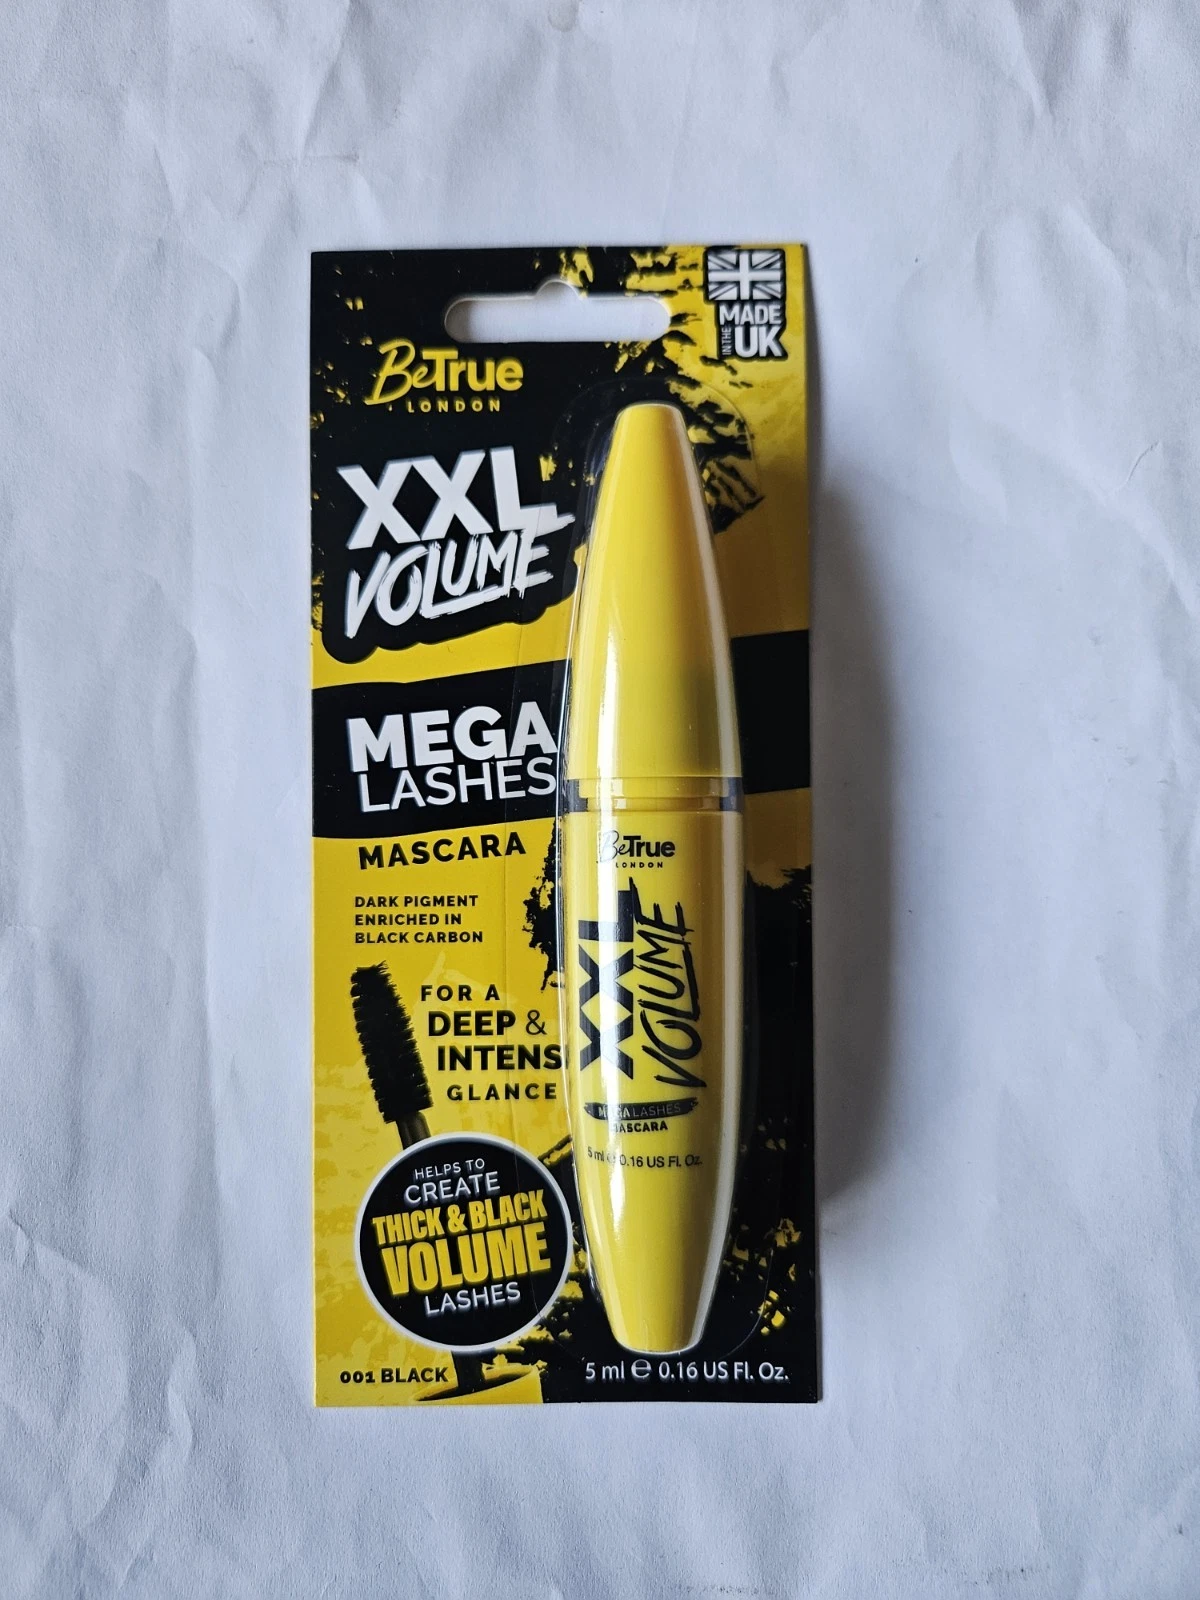 MADE
IN THE
UK
BeTrue
LONDON
XXL
VOLUME
MEGA
LASHES
MASCARA
DARK PIGMENT
ENRICHED IN
BLACK CARBON
FOR A
DEEP &
INTENS
GLANCE
HELPS TO
CREATE
THICK & BLACK
VOLUME
LASHES
001 BLACK
5 ml ℮ 0.16 US Fl. Oz.
BeTrue
LONDON
XXL
VOLUME
MEGA LASHES
MASCARA
5 ml ℮ 0.16 US Fl. Oz.